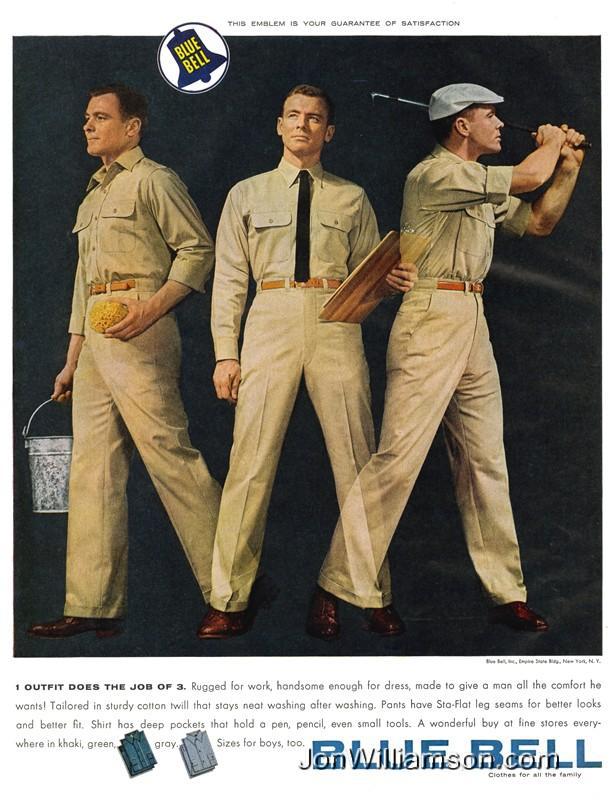 THIS EMBLEM IS YOUR GUARANTEE OF SATISFACTION
BLUE
BELL
Blue Bell, Inc., Empire State Bldg., New York, N. Y.
1 OUTFIT DOES THE JOB OF 3. Rugged for work, handsome enough for dress, made to give a man all the comfort he
wants! Tailored in sturdy cotton twill that stays neat washing after washing. Pants have Sta-Flat leg seams for better looks
and better fit. Shirt has deep pockets that hold a pen, pencil, even small tools. A wonderful buy at fine stores every-
where in khaki, green, gray. Sizes for boys, too.
BLUE BELL
JonWilliamson.com
Clothes for all the family